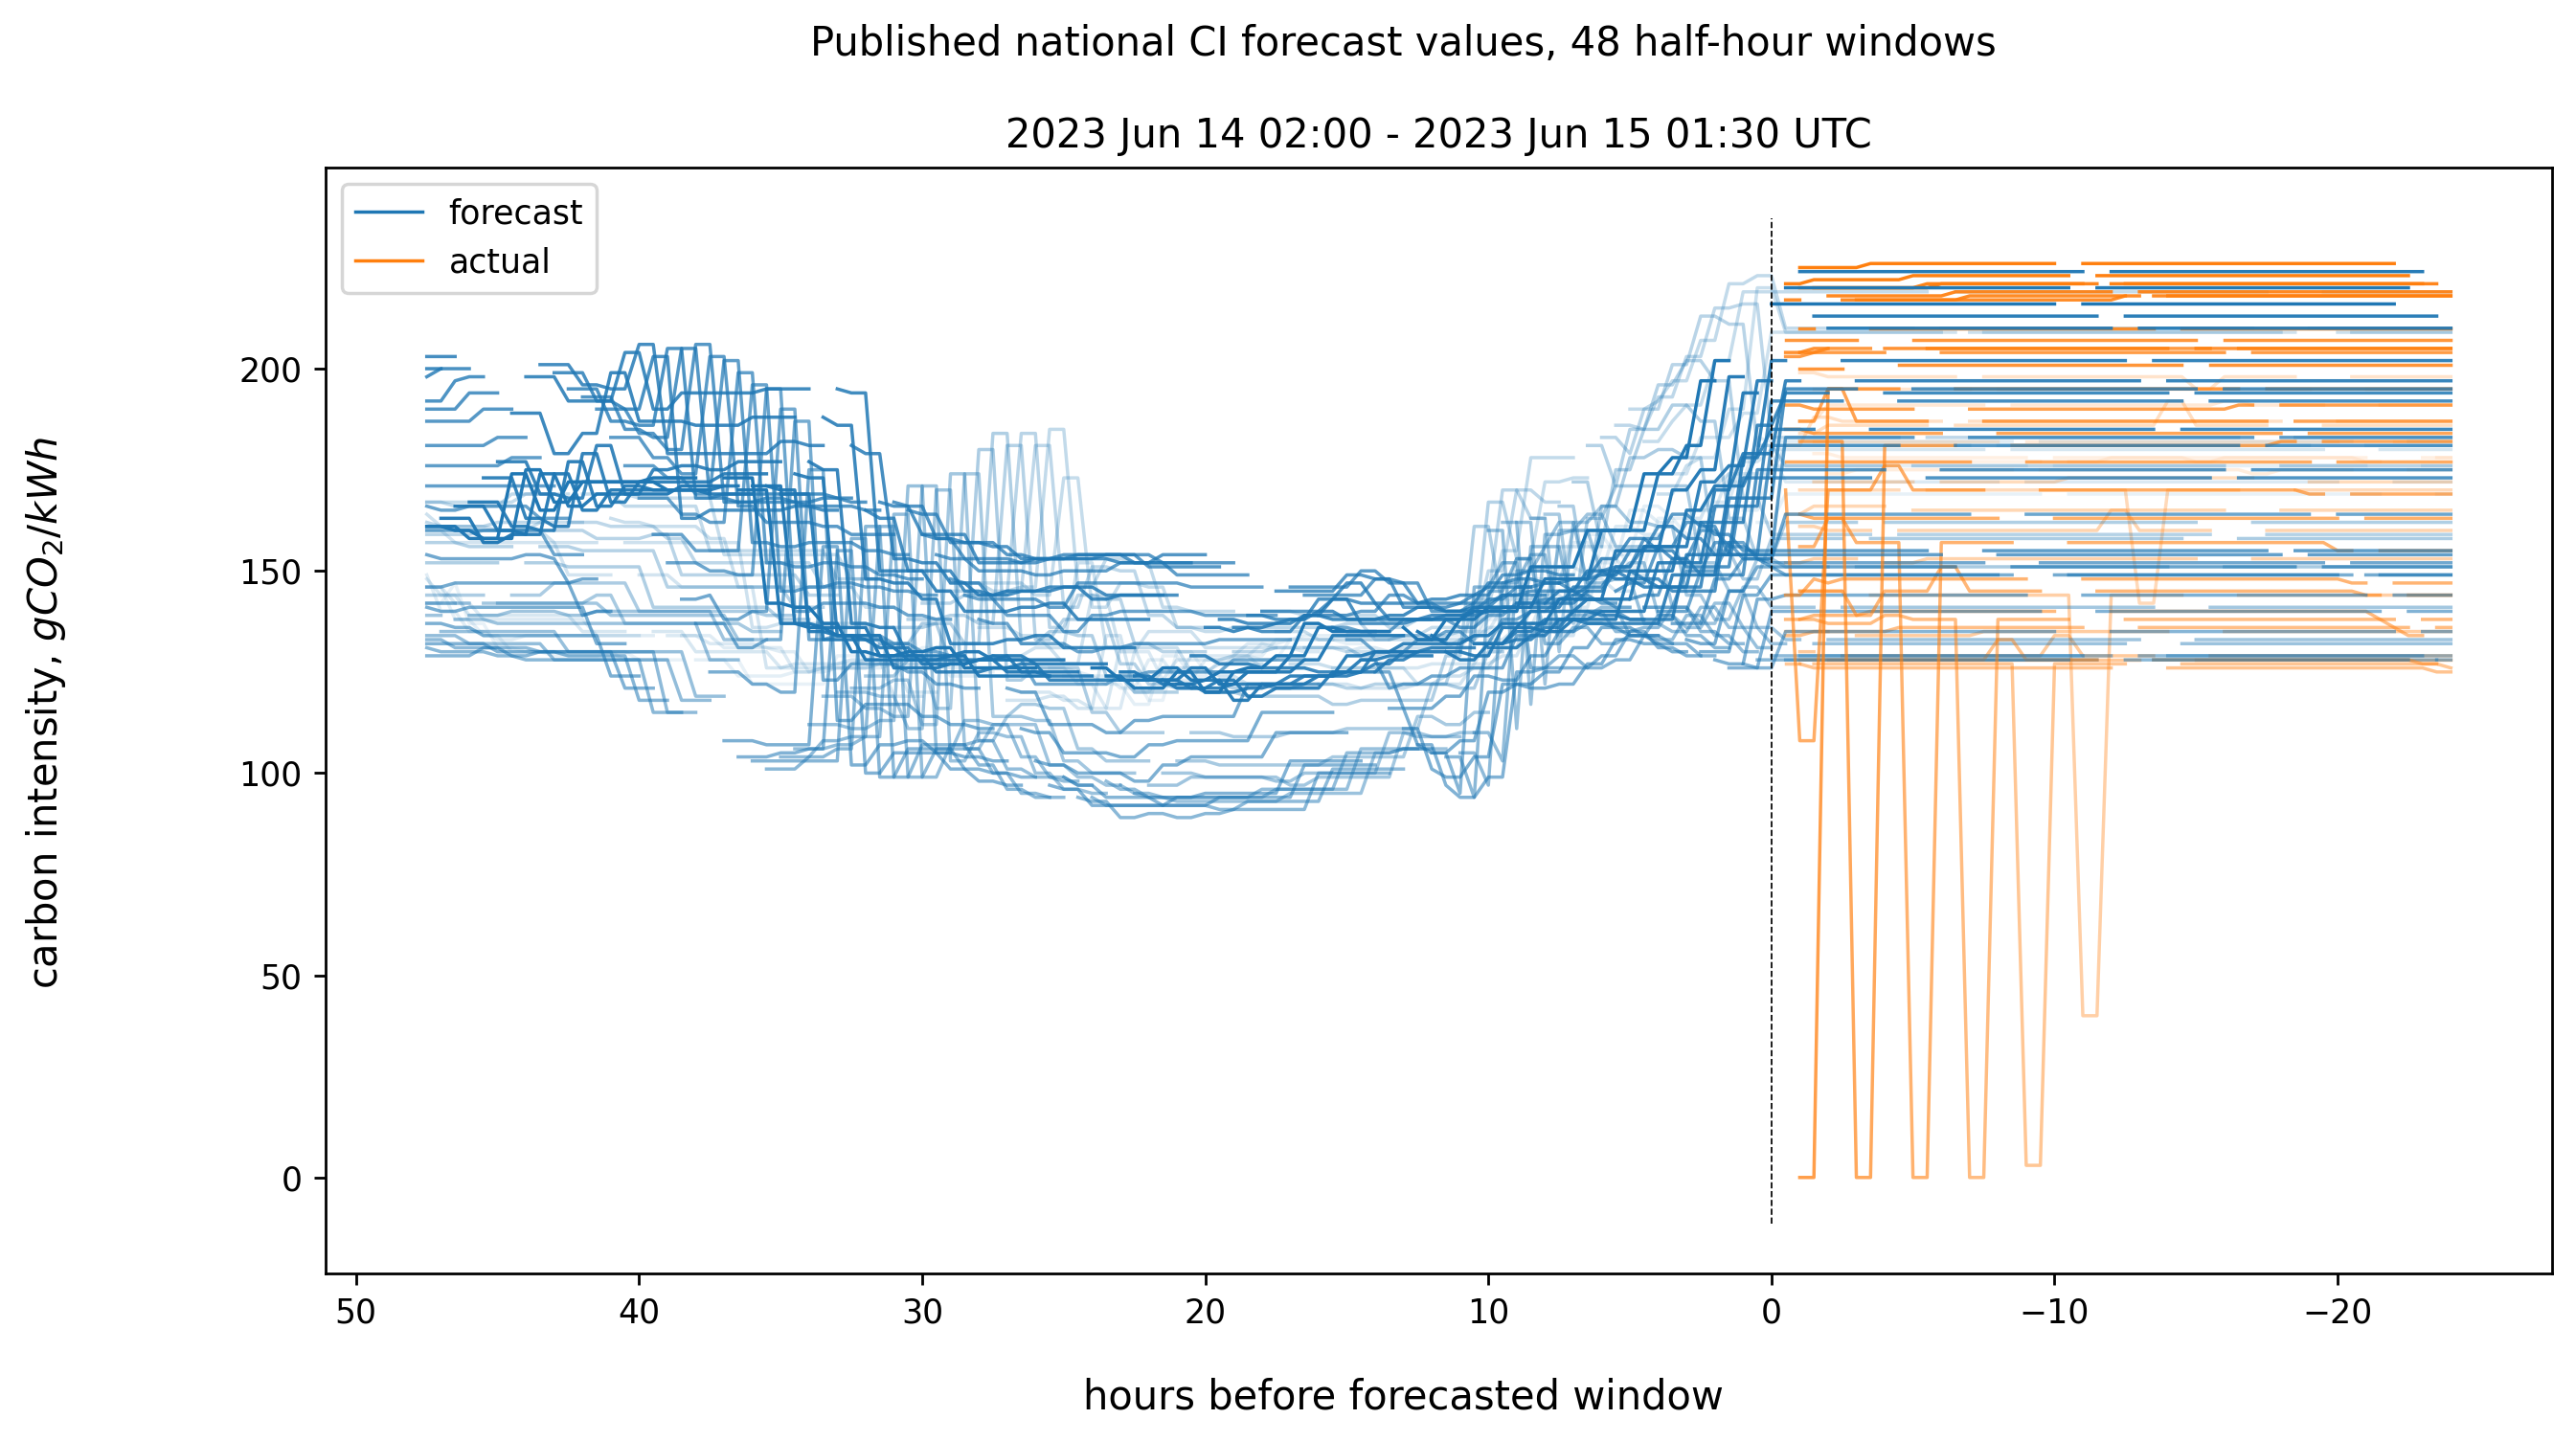 Published national CI forecast values, 48 half-hour windows
2023 Jun 14 02:00 - 2023 Jun 15 01:30 UTC
forecast
actual
carbon intensity, gCO₂/kWh
200
150
100
50
0
50
40
30
20
10
0
−10
−20
hours before forecasted window